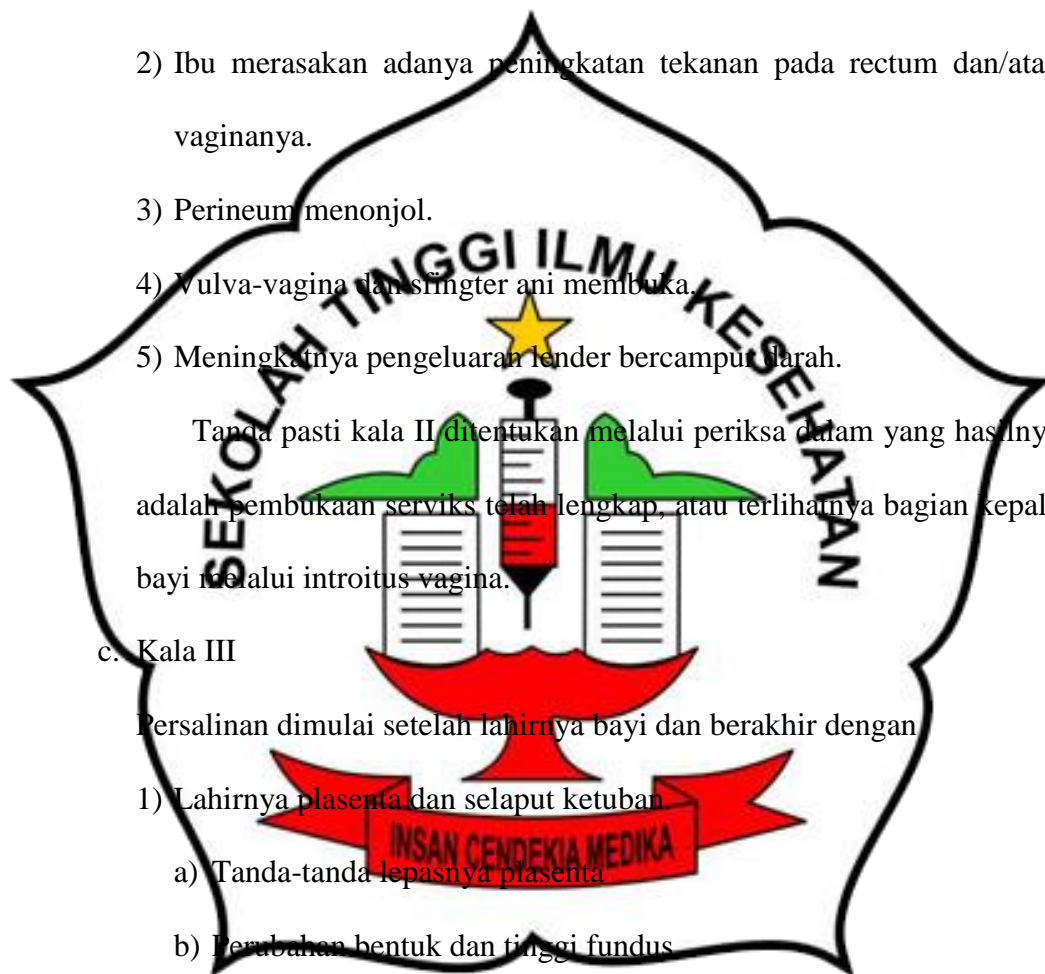 2) Ibu merasakan adanya peningkatan tekanan pada rectum dan/ata
vaginanya.
3) Perineum menonjol.
4) Vulva-vagina dan sfingter ani membuka.
5) Meningkatnya pengeluaran lender bercampur darah.
Tanda pasti kala II ditentukan melalui periksa dalam yang hasilny
adalah pembukaan serviks telah lengkap, atau terlihatnya bagian kepal
bayi melalui introitus vagina.
c. Kala III
Persalinan dimulai setelah lahirnya bayi dan berakhir dengan
1) Lahirnya plasenta dan selaput ketuban.
a) Tanda-tanda lepasnya plasenta
b) Perubahan bentuk dan tinggi fundus
SEKOLAH TINGGI ILMU KESEHATAN
INSAN CENDEKIA MEDIKA